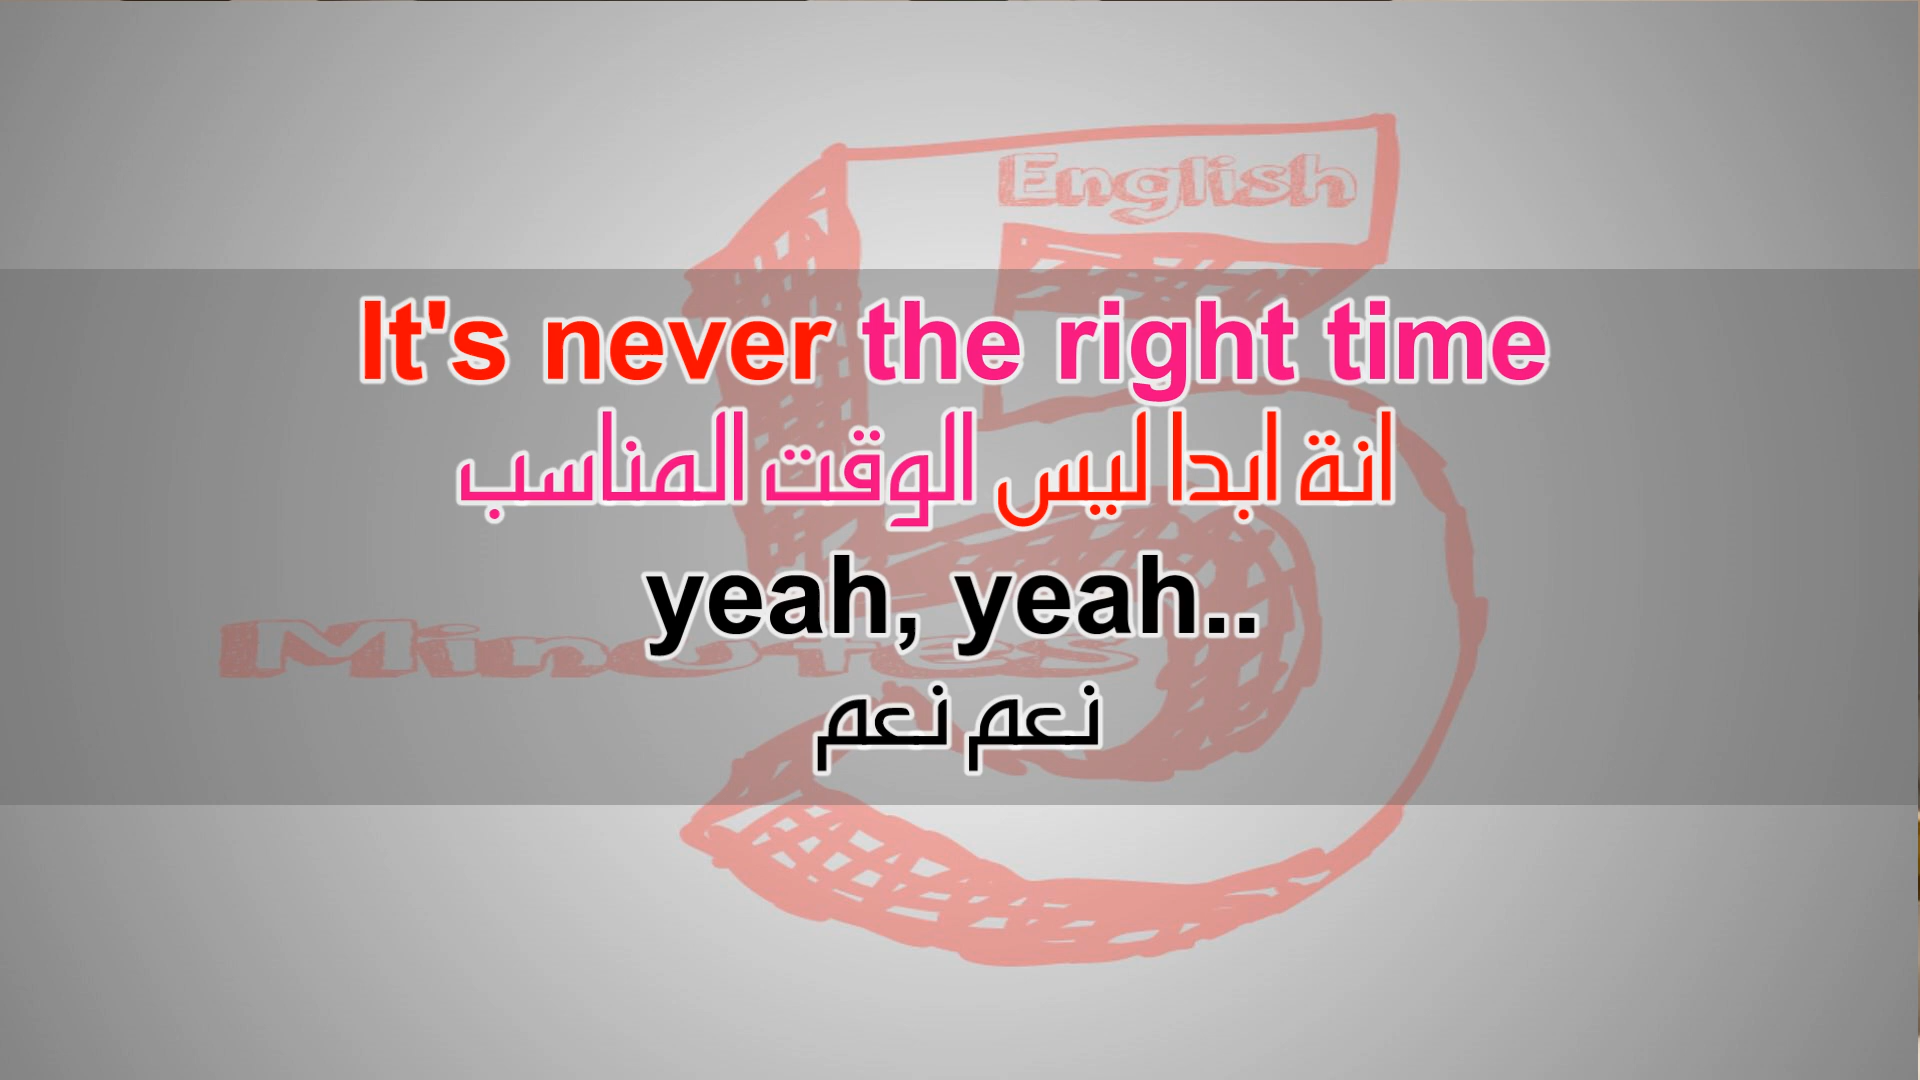 English
It's never the right time
انة ابدا ليس الوقت المناسب
yeah, yeah..
Minutes
نعم نعم